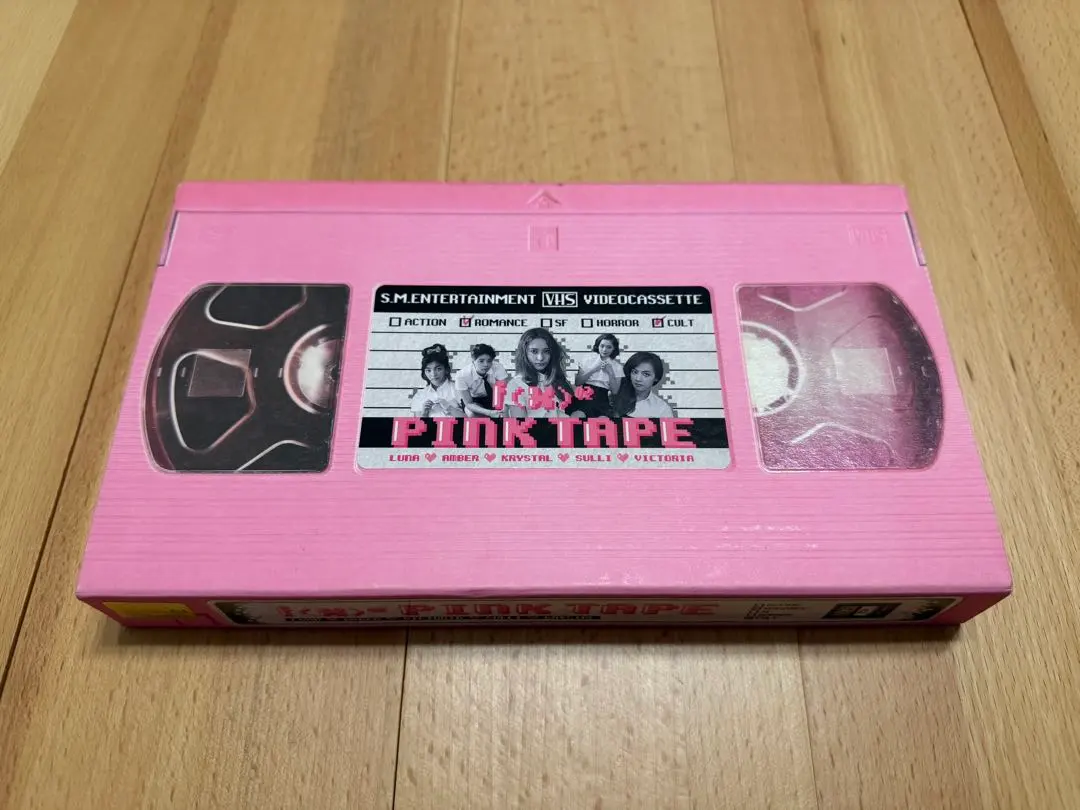 S.M.ENTERTAINMENT VHS VIDEOCASSETTE
ACTION ROMANCE SF HORROR CULT
f(x) 02
PINK TAPE
LUNA ♥ AMBER ♥ KRYSTAL ♥ SULLI ♥ VICTORIA
f(x) PINK TAPE